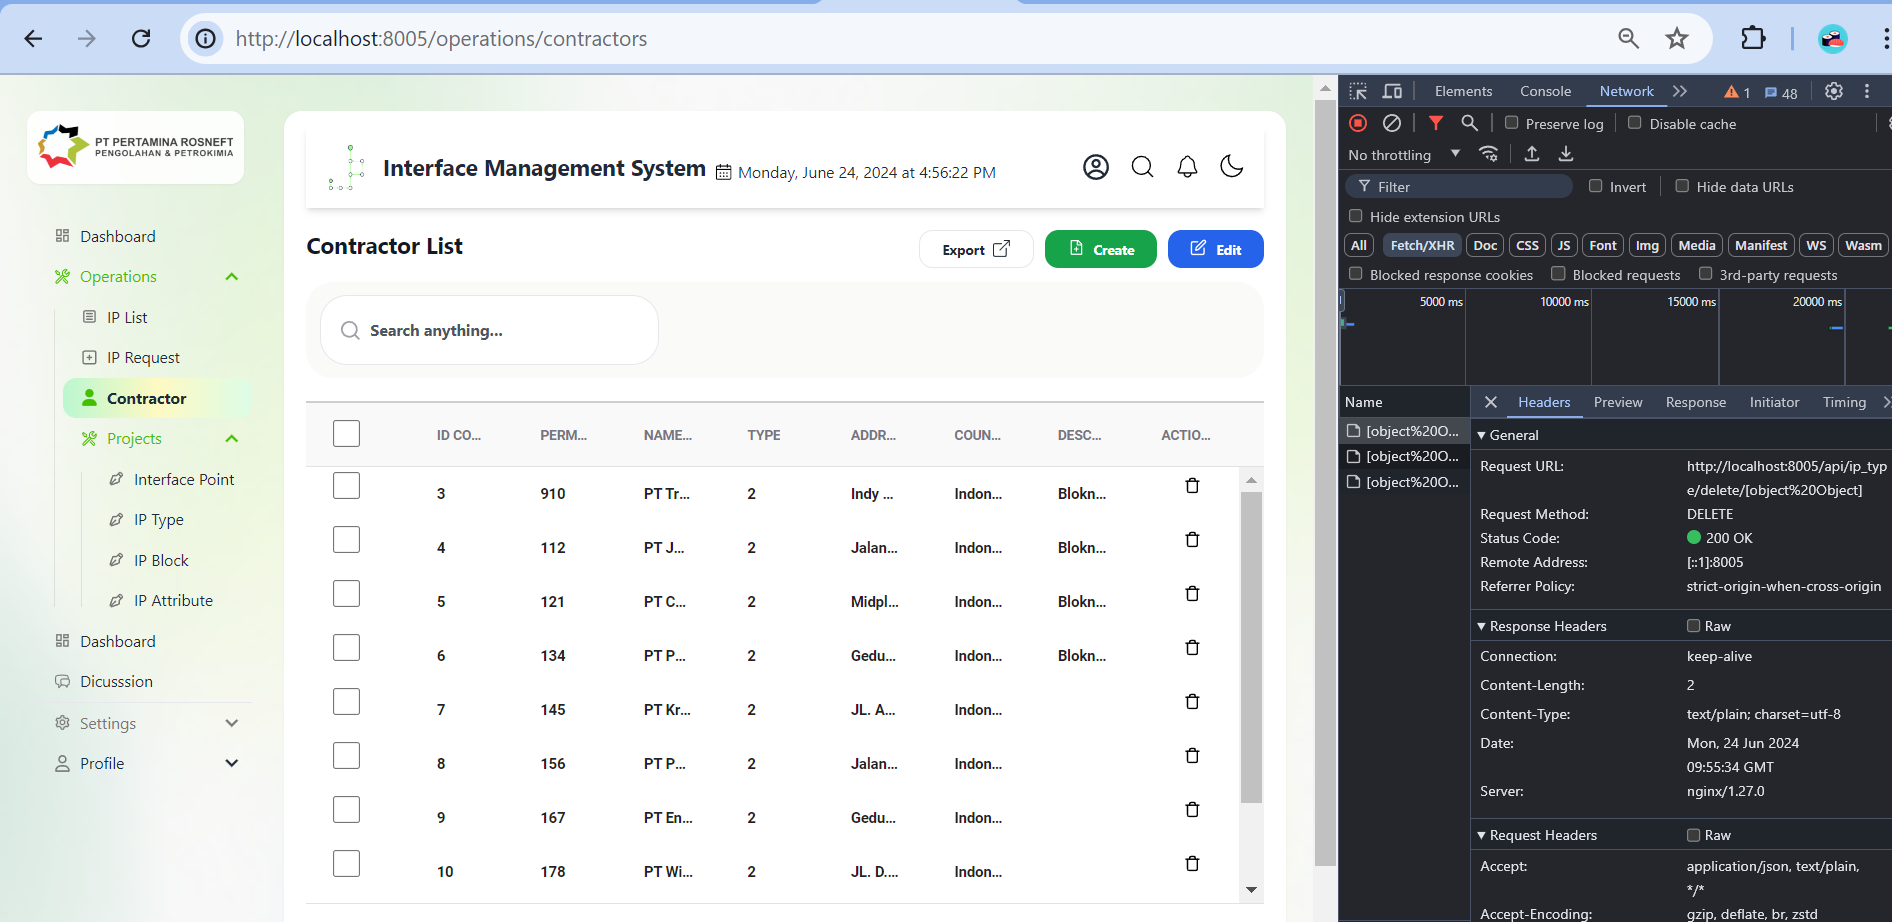 http://localhost:8005/operations/contractors
PT PERTAMINA ROSNEFT
PENGOLAHAN & PETROKIMIA
Dashboard
Operations
IP List
IP Request
Contractor
Projects
Interface Point
IP Type
IP Block
IP Attribute
Dashboard
Dicusssion
Settings
Profile
Interface Management System
Monday, June 24, 2024 at 4:56:22 PM
Contractor List
Export
Create
Edit
Search anything...
ID CO... PERM... NAME... TYPE ADDR... COUN... DESC... ACTIO...
3 910 PT Tr... 2 Indy ... Indon... Blokn...
4 112 PT J... 2 Jalan... Indon... Blokn...
5 121 PT C... 2 Midpl... Indon... Blokn...
6 134 PT P... 2 Gedu... Indon... Blokn...
7 145 PT Kr... 2 JL. A... Indon...
8 156 PT P... 2 Jalan... Indon...
9 167 PT En... 2 Gedu... Indon...
10 178 PT Wi... 2 JL. D.... Indon...
Elements Console Network 1 48
Preserve log Disable cache
No throttling
Filter Invert Hide data URLs
Hide extension URLs
All Fetch/XHR Doc CSS JS Font Img Media Manifest WS Wasm
Blocked response cookies Blocked requests 3rd-party requests
5000 ms 10000 ms 15000 ms 20000 ms
Name
[object%20O...
[object%20O...
[object%20O...
Headers Preview Response Initiator Timing
General
Request URL: http://localhost:8005/api/ip_typ
e/delete/[object%20Object]
Request Method: DELETE
Status Code: 200 OK
Remote Address: [::1]:8005
Referrer Policy: strict-origin-when-cross-origin
Response Headers Raw
Connection: keep-alive
Content-Length: 2
Content-Type: text/plain; charset=utf-8
Date: Mon, 24 Jun 2024
09:55:34 GMT
Server: nginx/1.27.0
Request Headers Raw
Accept: application/json, text/plain,
*/*
Accept-Encoding: gzip, deflate, br, zstd